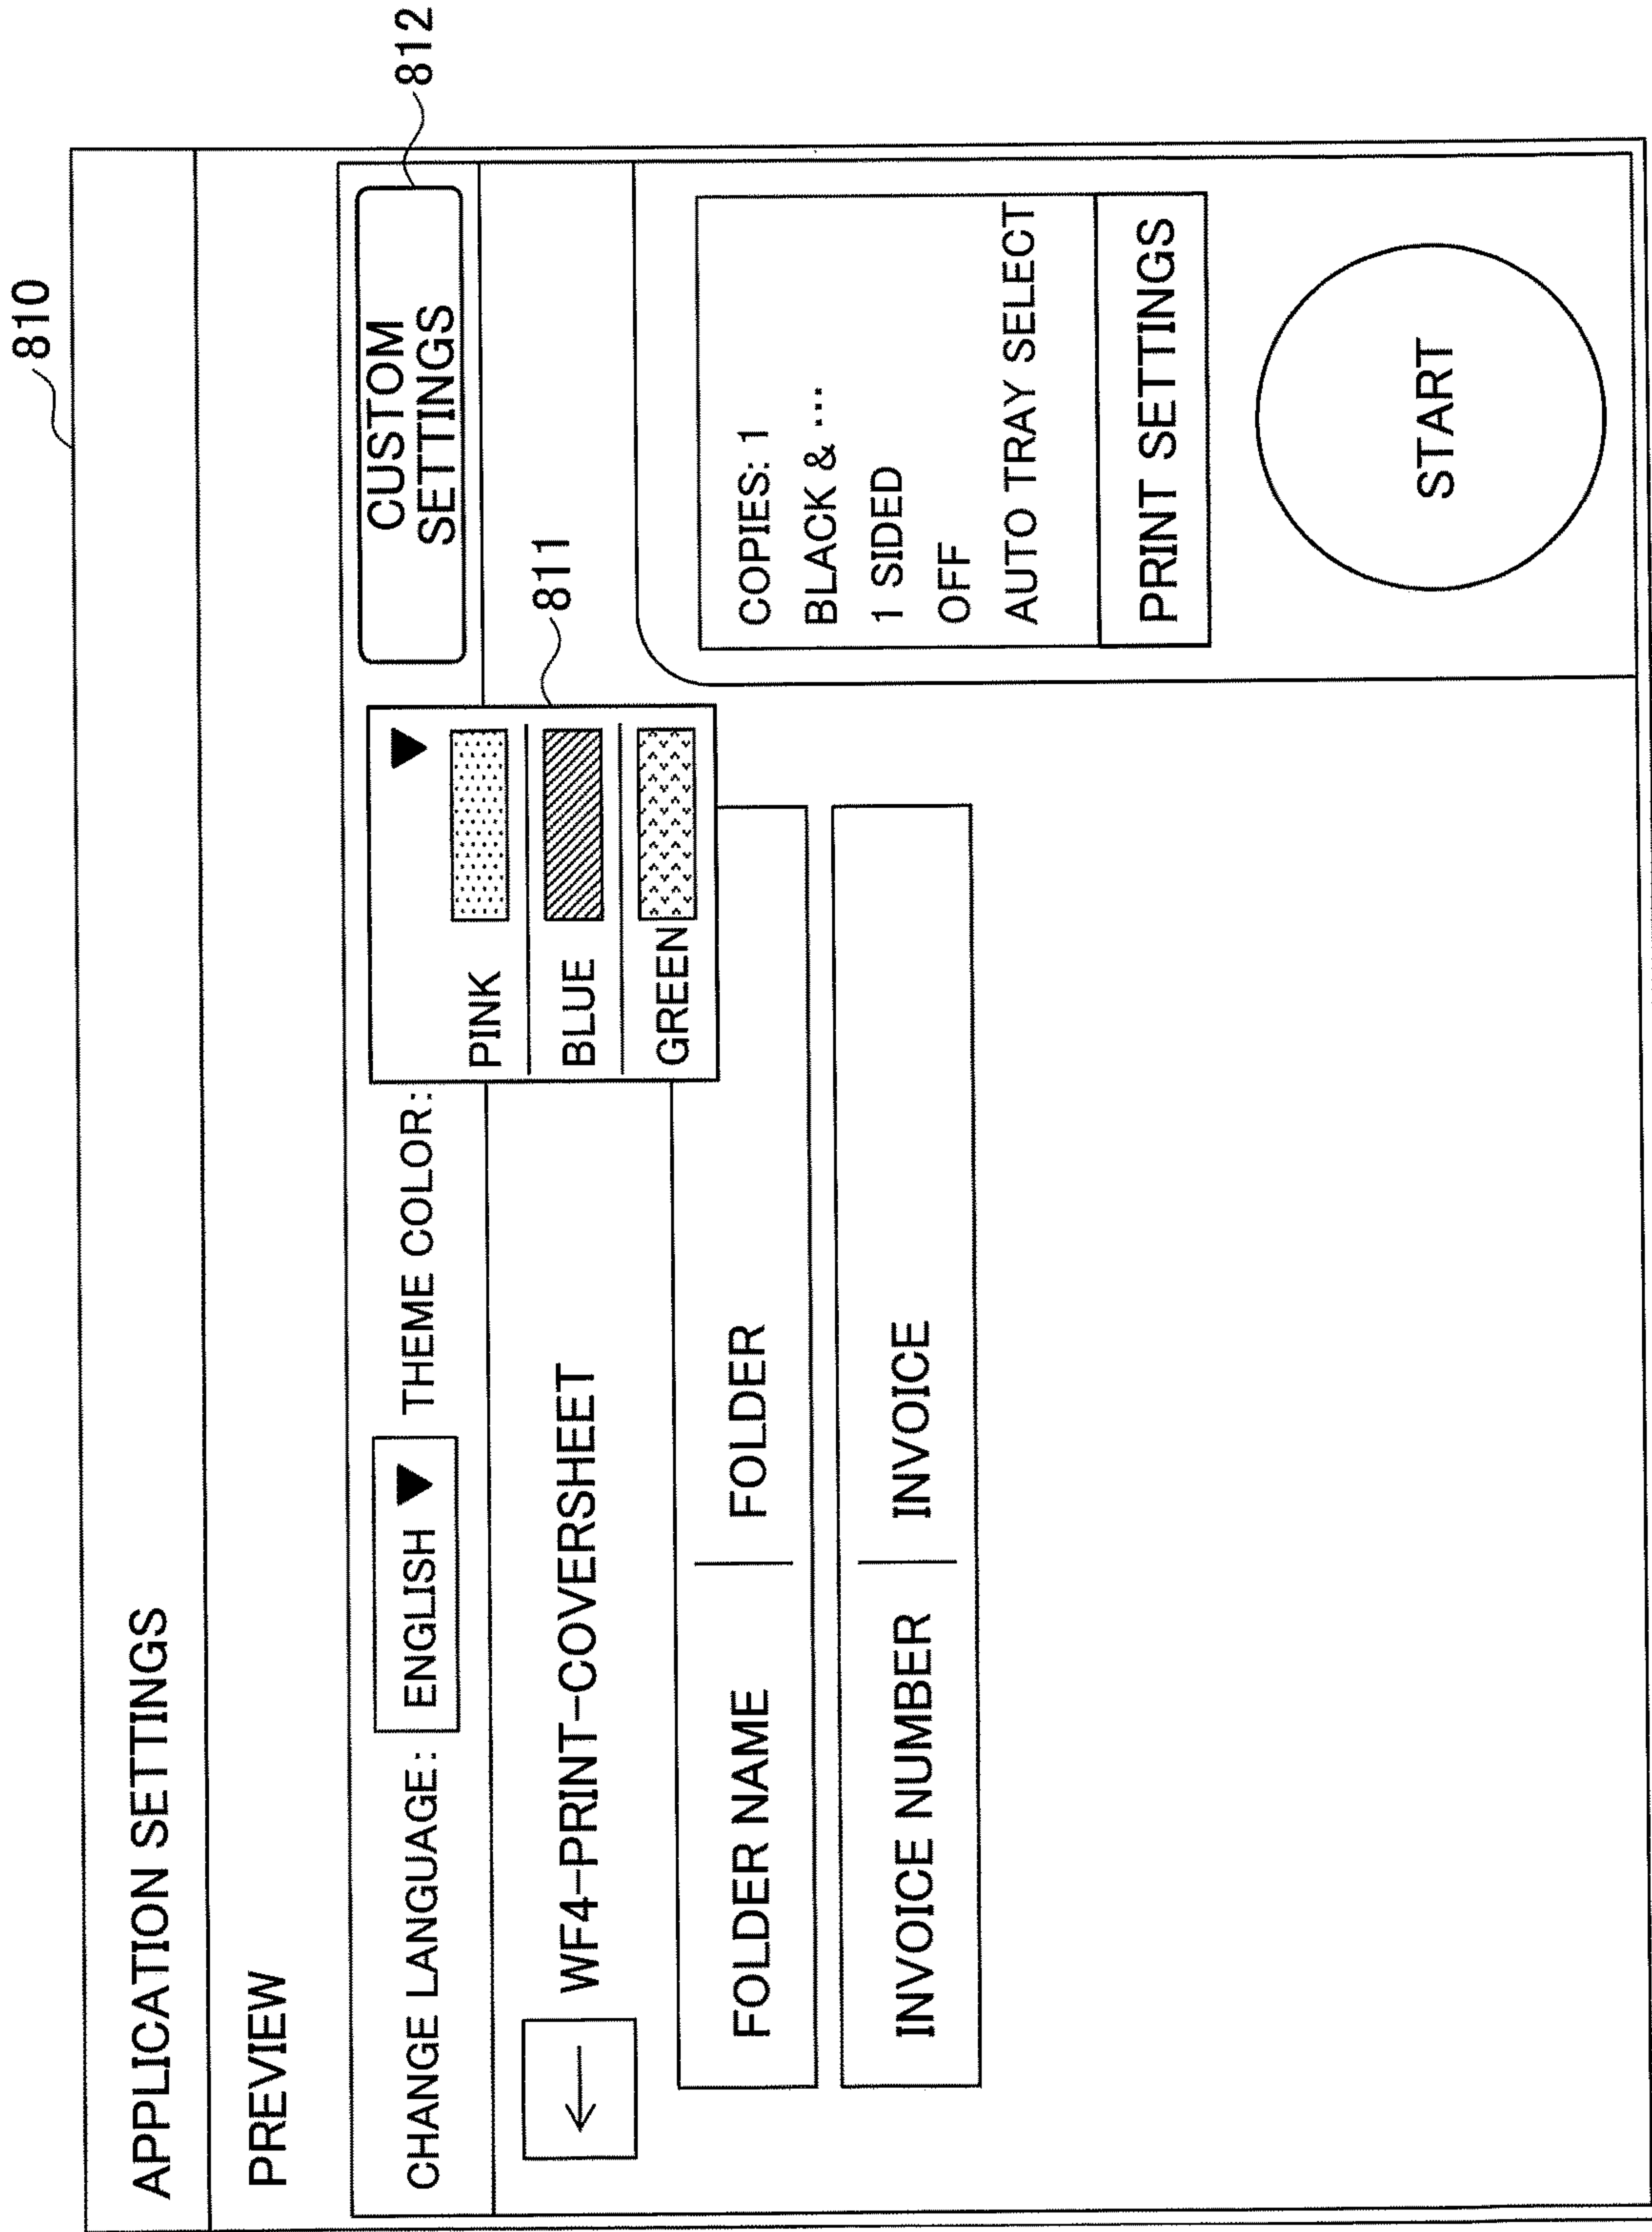 810
APPLICATION SETTINGS
PREVIEW
CHANGE LANGUAGE: ENGLISH ▼ THEME COLOR: ▼
CUSTOM
SETTINGS
812
PINK
BLUE
GREEN
811
← WF4-PRINT-COVERSHEET
FOLDER NAME FOLDER
INVOICE NUMBER INVOICE
COPIES: 1
BLACK & ...
1 SIDED
OFF
AUTO TRAY SELECT
PRINT SETTINGS
START